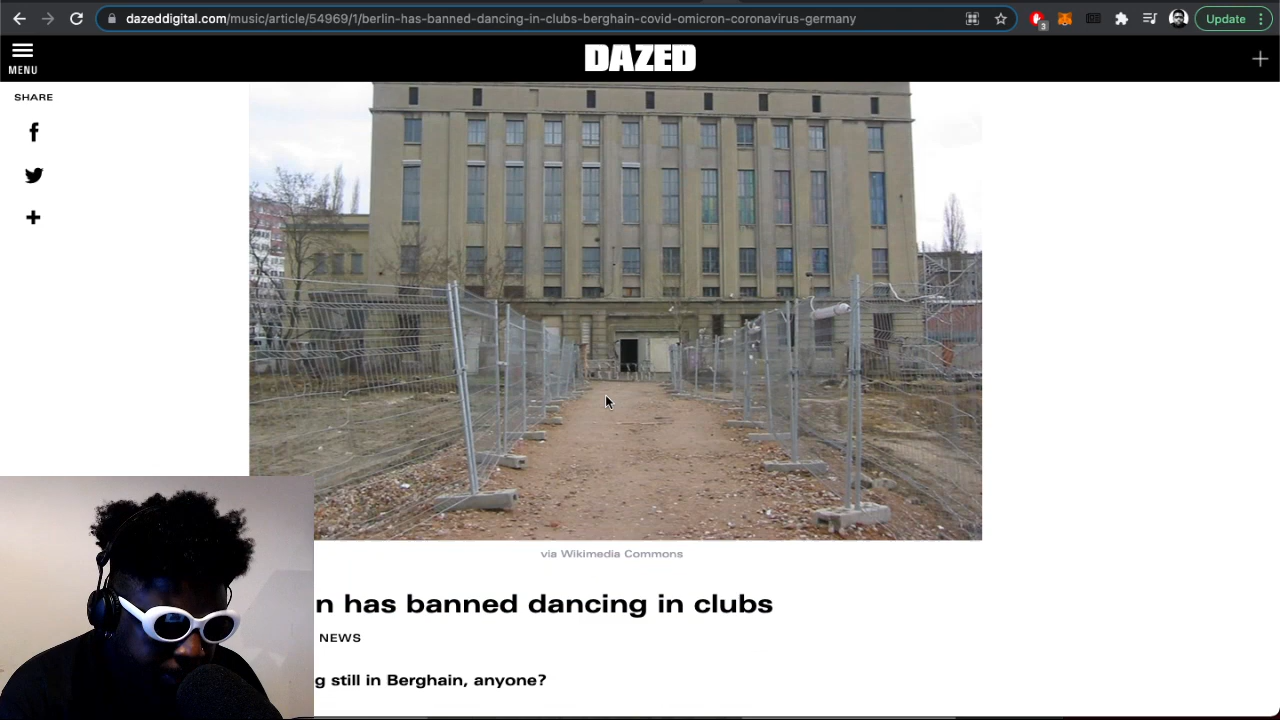 dazeddigital.com/music/article/54969/1/berlin-has-banned-dancing-in-clubs-berghain-covid-omicron-coronavirus-germany
3
Update
MENU
DAZED
SHARE
via Wikimedia Commons
n has banned dancing in clubs
NEWS
g still in Berghain, anyone?